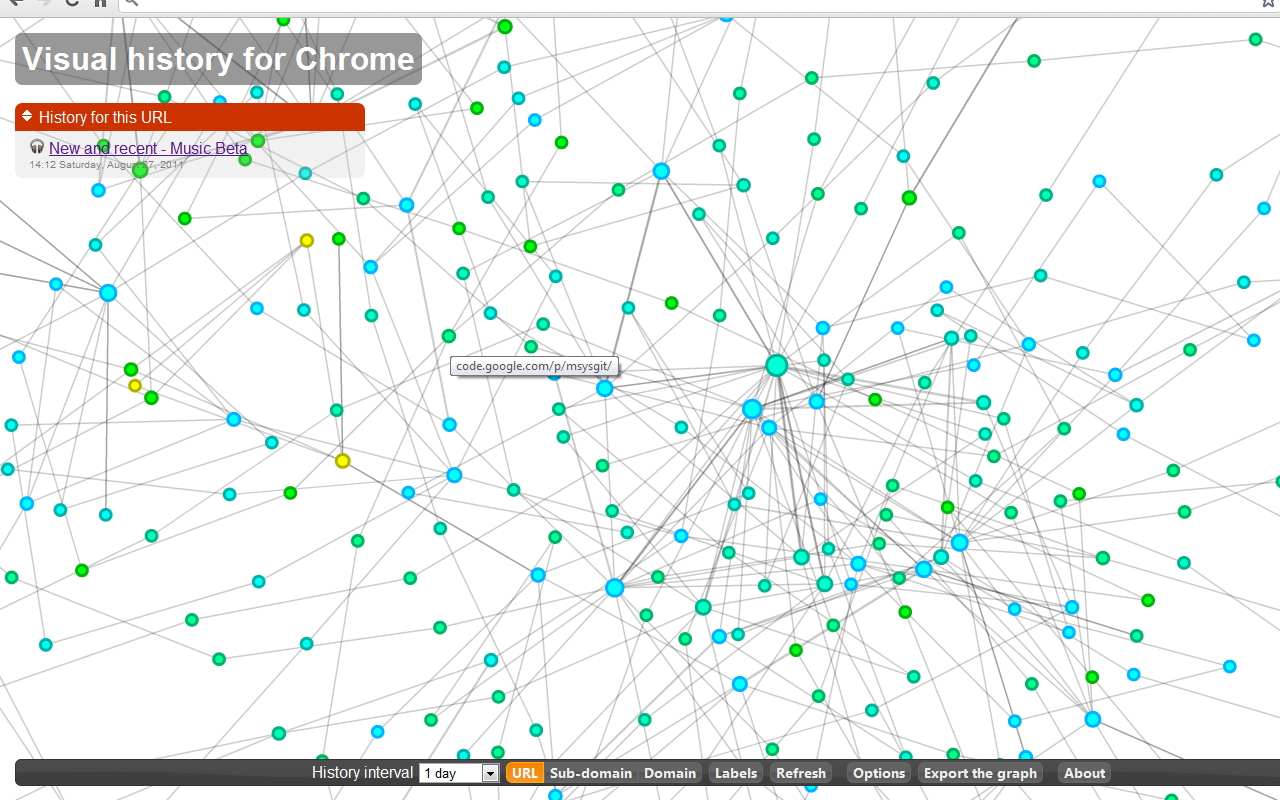 Visual history for Chrome
History for this URL
New and recent - Music Beta
14:12 Saturday, August 27, 2011
code.google.com/p/msysgit/
History interval 1 day URL Sub-domain Domain Labels Refresh Options Export the graph About